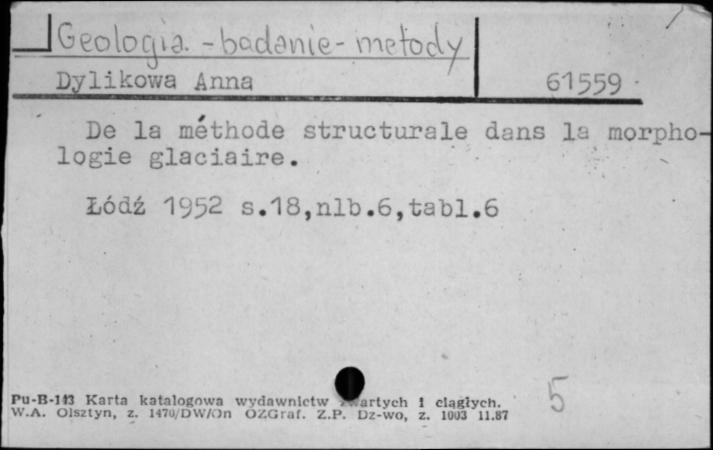 Geologia. - badanie - metody
Dylikowa Anna 61559
De la méthode structurale dans la morpho-
logie glaciaire.
Łódź 1952 s.18,nlb.6,tabl.6
5
Pu-B-143 Karta katalogowa wydawnictw zwartych i ciągłych.
W.A. Olsztyn, z. 1470/DW/On OZGraf. Z.P. Dz-wo, z. 1003 11.87